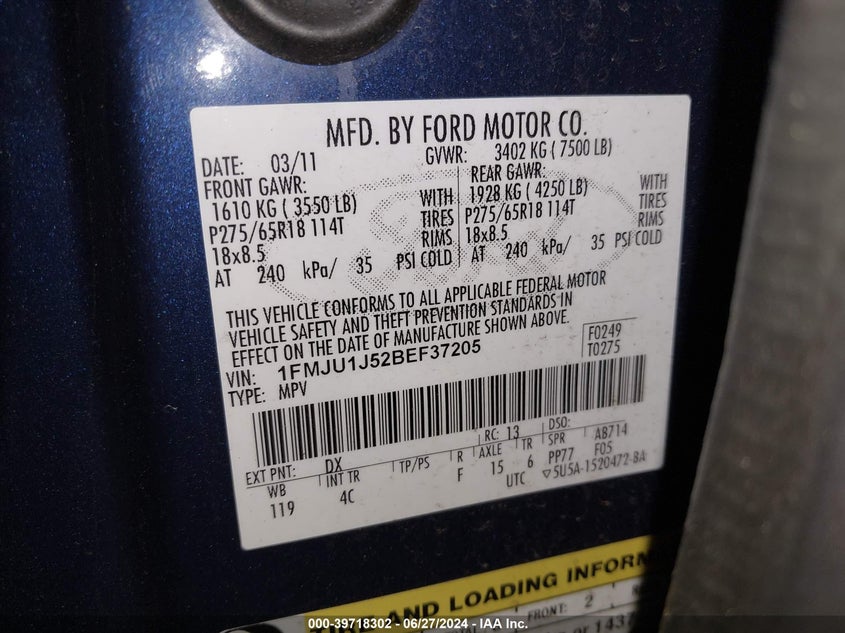 MFD. BY FORD MOTOR CO.
DATE: 03/11 GVWR: 3402 KG ( 7500 LB)
FRONT GAWR: REAR GAWR:
1610 KG ( 3550 LB) WITH 1928 KG ( 4250 LB) WITH
P275/65R18 114T TIRES P275/65R18 114T TIRES
18x8.5 RIMS 18x8.5 RIMS
AT 240 kPa/ 35 PSI COLD AT 240 kPa/ 35 PSI COLD
THIS VEHICLE CONFORMS TO ALL APPLICABLE FEDERAL MOTOR
VEHICLE SAFETY AND THEFT PREVENTION STANDARDS IN
EFFECT ON THE DATE OF MANUFACTURE SHOWN ABOVE.
VIN: 1FMJU1J52BEF37205 F0249
TYPE: MPV T0275
EXT PNT: DX RC: 13 DSO:
WB INT TR TP/PS R AXLE TR SPR AB714
119 4C F 15 6 PP77 F05
UTC ▽5U5A-1520472-BA
TIRE AND LOADING INFORM
FRONT: 2
or 143
000-39718302 / 06/27/2024 / IAA, Inc.